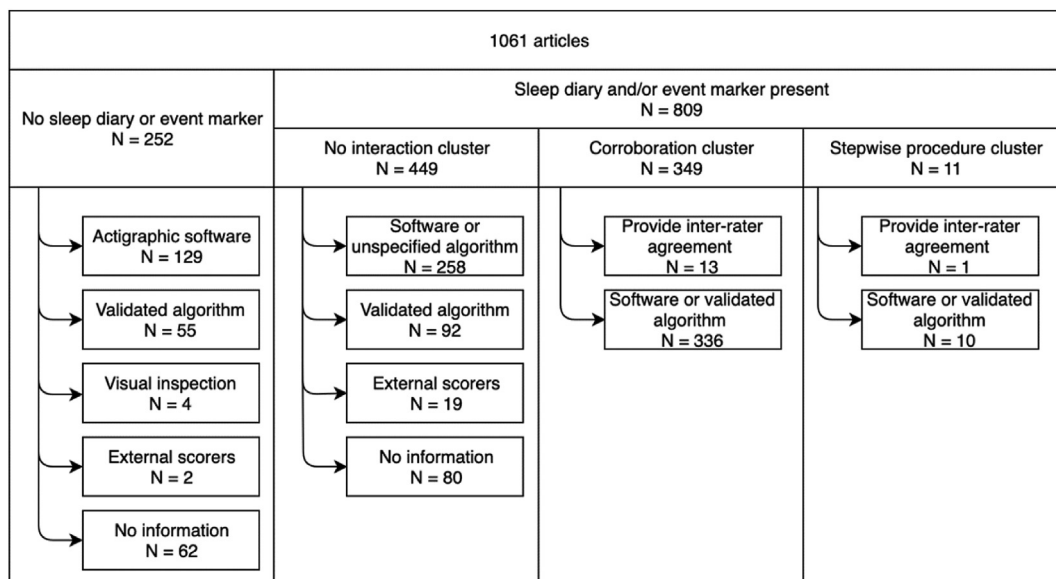 1061 articles
No sleep diary or event marker
N = 252
Sleep diary and/or event marker present
N = 809
No interaction cluster
N = 449
Corroboration cluster
N = 349
Stepwise procedure cluster
N = 11
Actigraphic software
N = 129
Validated algorithm
N = 55
Visual inspection
N = 4
External scorers
N = 2
No information
N = 62
Software or
unspecified algorithm
N = 258
Validated algorithm
N = 92
External scorers
N = 19
No information
N = 80
Provide inter-rater
agreement
N = 13
Software or validated
algorithm
N = 336
Provide inter-rater
agreement
N = 1
Software or validated
algorithm
N = 10